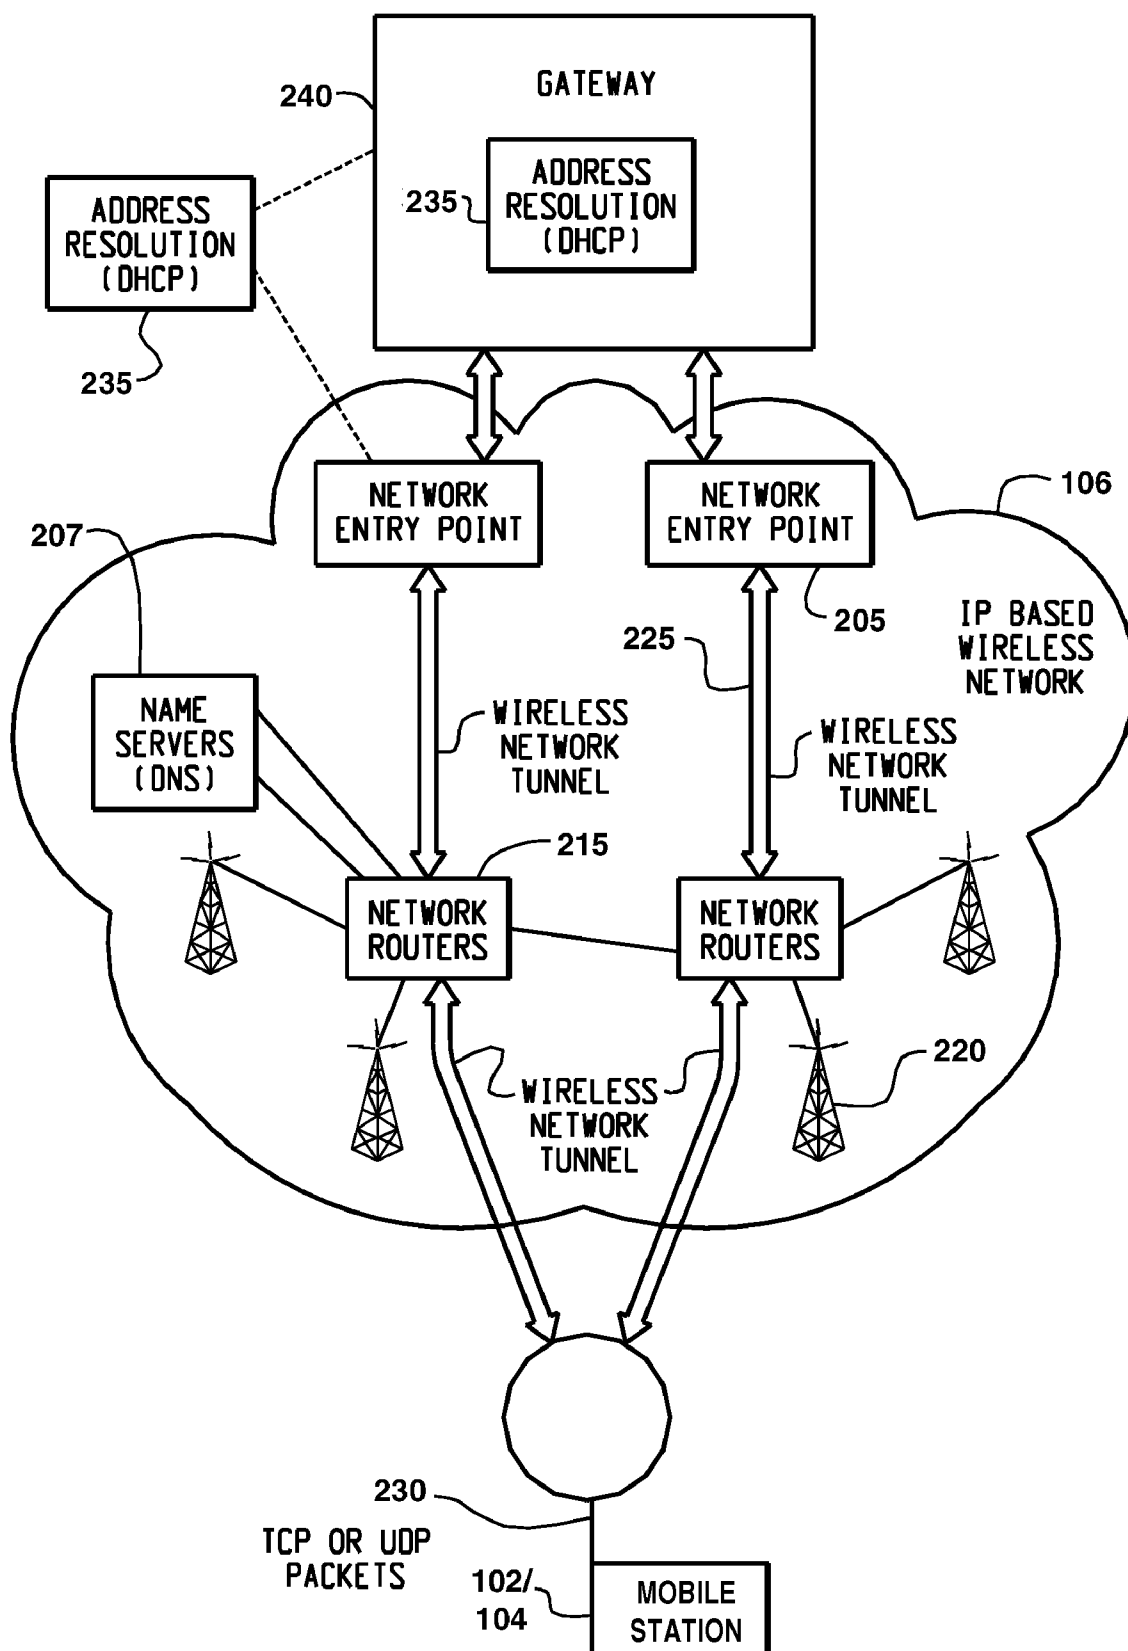 GATEWAY
240
ADDRESS
RESOLUTION
(DHCP)
235
ADDRESS
RESOLUTION
(DHCP)
235
NETWORK
ENTRY POINT
NETWORK
ENTRY POINT
106
207
205
IP BASED
WIRELESS
NETWORK
225
NAME
SERVERS
(DNS)
WIRELESS
NETWORK
TUNNEL
WIRELESS
NETWORK
TUNNEL
215
NETWORK
ROUTERS
NETWORK
ROUTERS
220
WIRELESS
NETWORK
TUNNEL
230
TCP OR UDP
PACKETS
102/
104
MOBILE
STATION